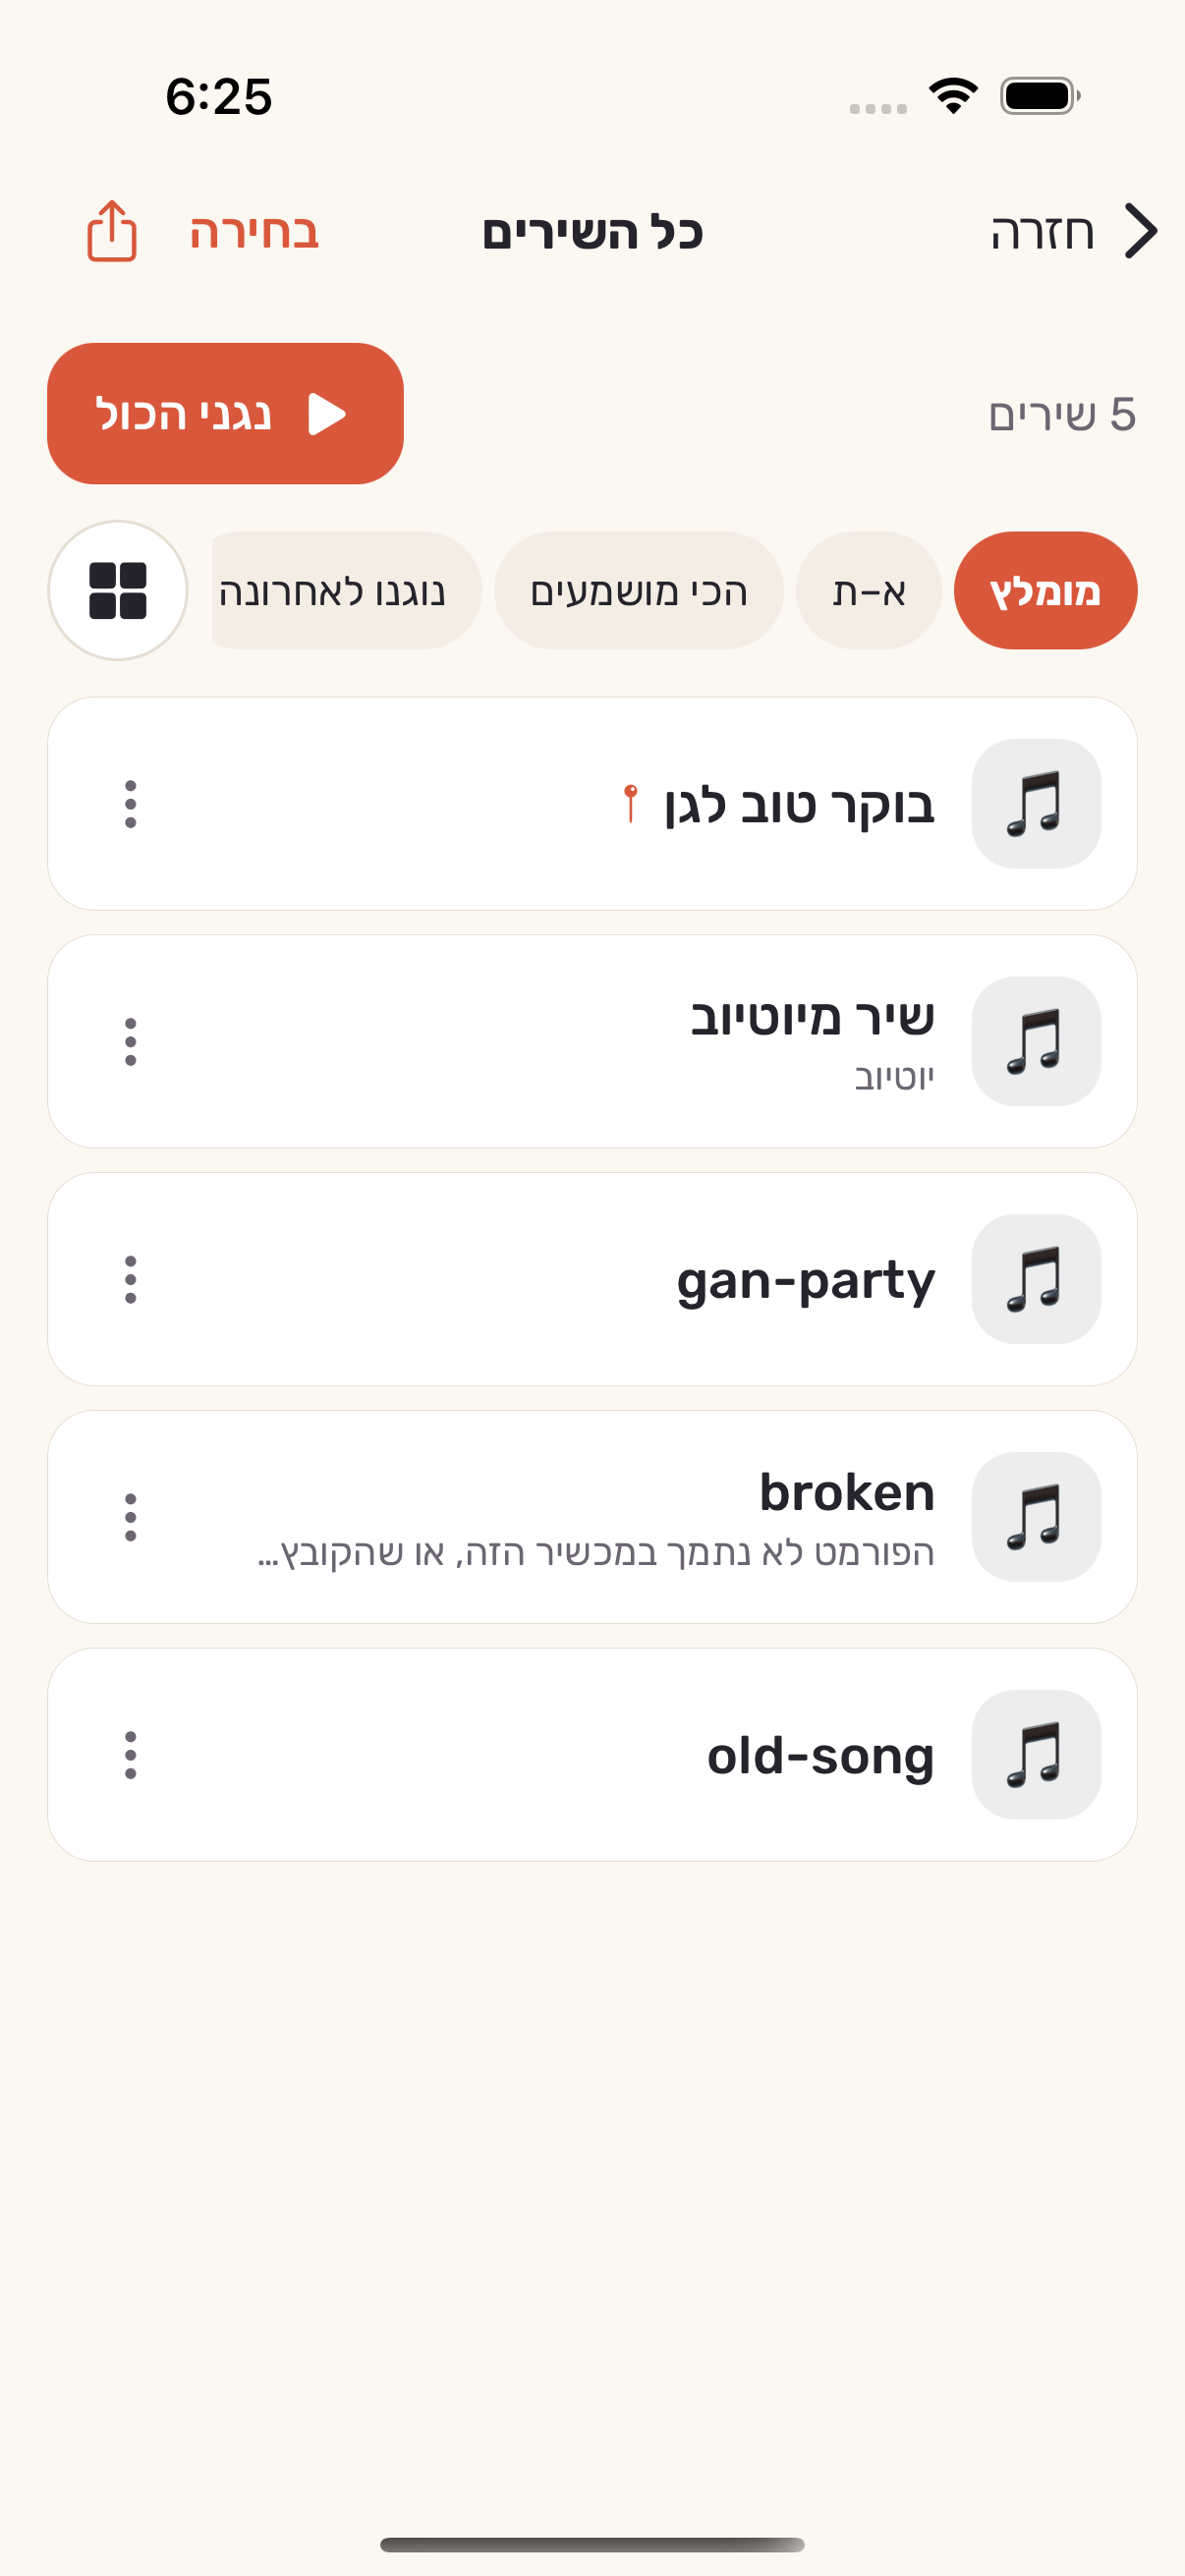 6:25
חזרה
כל השירים
בחירה
5 שירים
נגני הכול
מומלץ
א–ת
הכי מושמעים
נוגנו לאחרונה
בוקר טוב לגן
שיר מיוטיוב
יוטיוב
gan-party
broken
הפורמט לא נתמך במכשיר הזה, או שהקובץ...
old-song